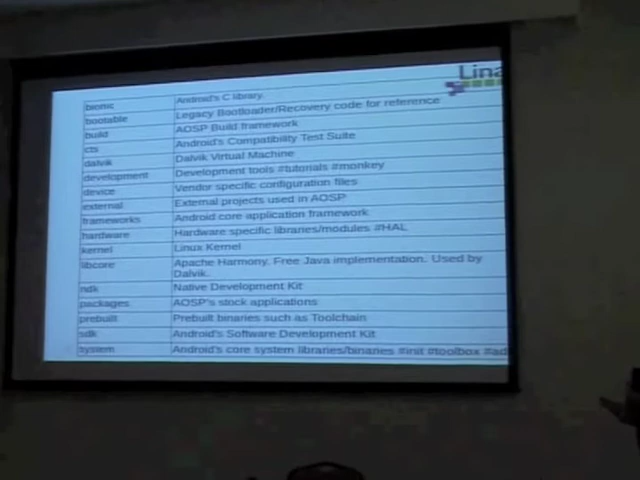 Lina
bionic Android's C library
bootable Legacy Bootloader/Recovery code for reference
build AOSP Build framework
cts Android's Compatibility Test Suite
dalvik Dalvik Virtual Machine
development Development tools #tutorials #monkey
device Vendor specific configuration files
external External projects used in AOSP
frameworks Android core application framework
hardware Hardware specific libraries/modules #HAL
kernel Linux Kernel
libcore Apache Harmony. Free Java implementation. Used by
Dalvik.
ndk Native Development Kit
packages AOSP's stock applications
prebuilt Prebuilt binaries such as Toolchain
sdk Android's Software Development Kit
system Android's core system libraries/binaries #init #toolbox #ad